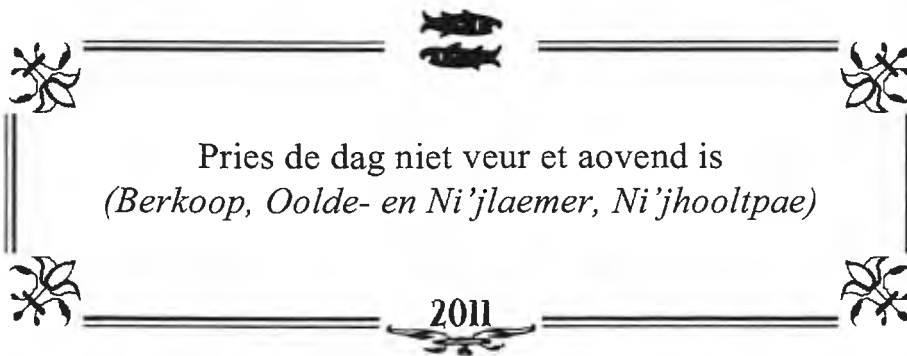 Pries de dag niet veur et aovend is
(Berkoop, Oolde- en Ni'jlaemer, Ni'jhooltpae)
2011